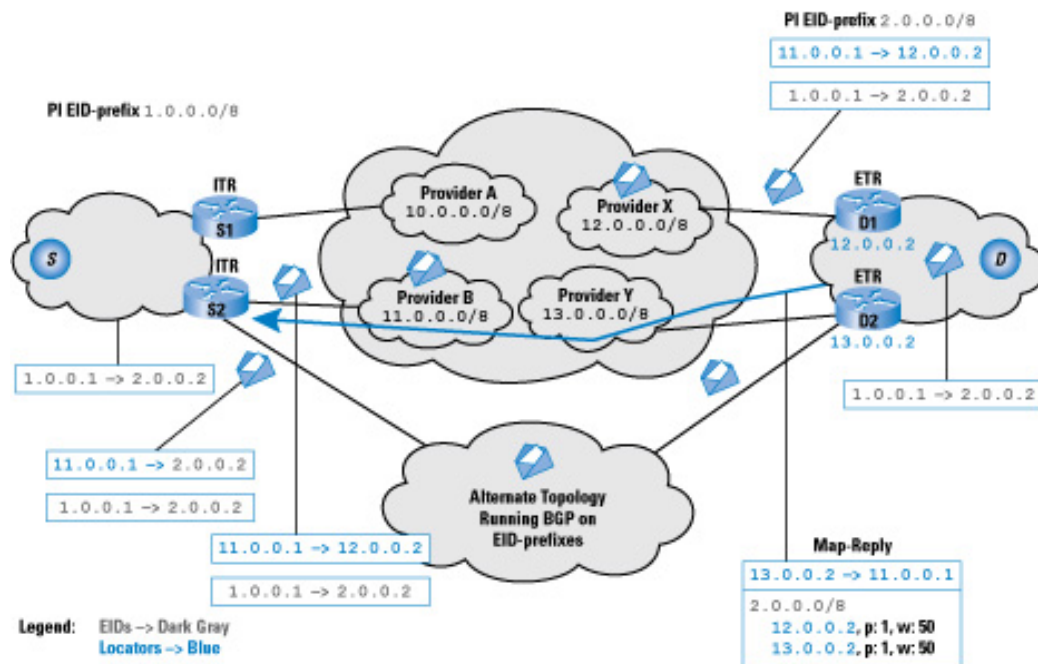 PI EID-prefix 2.0.0.0/8
11.0.0.1 -> 12.0.0.2
1.0.0.1 -> 2.0.0.2
PI EID-prefix 1.0.0.0/8
ITR
S1
Provider A
10.0.0.0/8
Provider X
12.0.0.0/8
ETR
D1
12.0.0.2
S
ITR
S2
Provider B
11.0.0.0/8
Provider Y
13.0.0.0/8
ETR
D2
13.0.0.2
D
1.0.0.1 -> 2.0.0.2
1.0.0.1 -> 2.0.0.2
11.0.0.1 -> 2.0.0.2
1.0.0.1 -> 2.0.0.2
Alternate Topology
Running BGP on
EID-prefixes
11.0.0.1 -> 12.0.0.2
1.0.0.1 -> 2.0.0.2
Map-Reply
13.0.0.2 -> 11.0.0.1
2.0.0.0/8
12.0.0.2, p: 1, w: 50
13.0.0.2, p: 1, w: 50
Legend: EIDs -> Dark Gray
Locators -> Blue